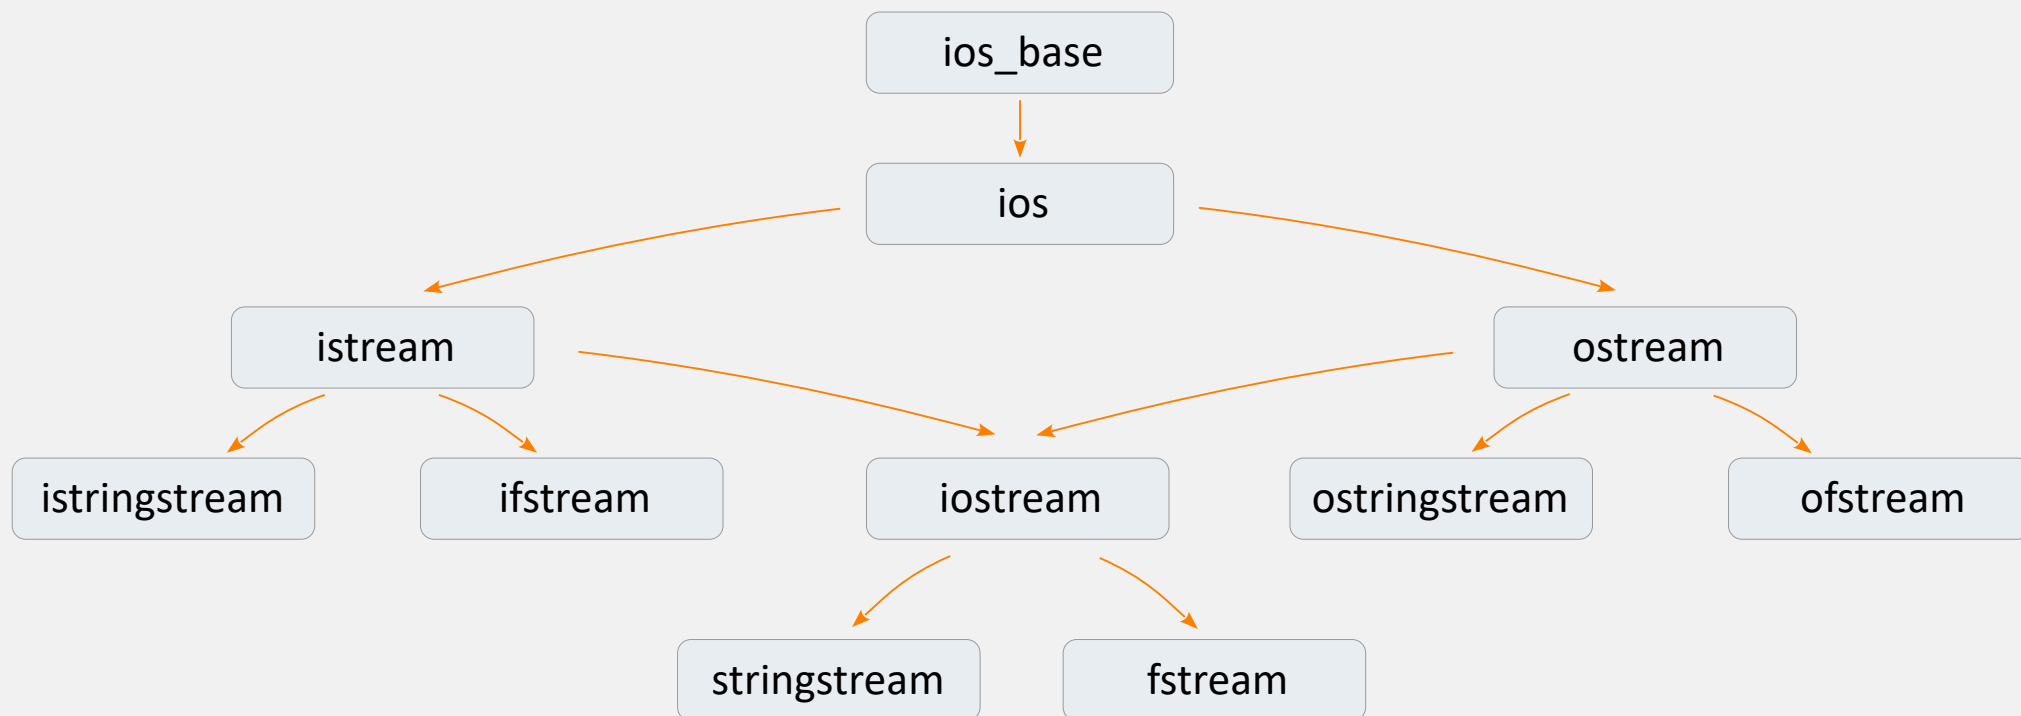 ios_base
ios
istream
ostream
istringstream
ifstream
iostream
ostringstream
ofstream
stringstream
fstream